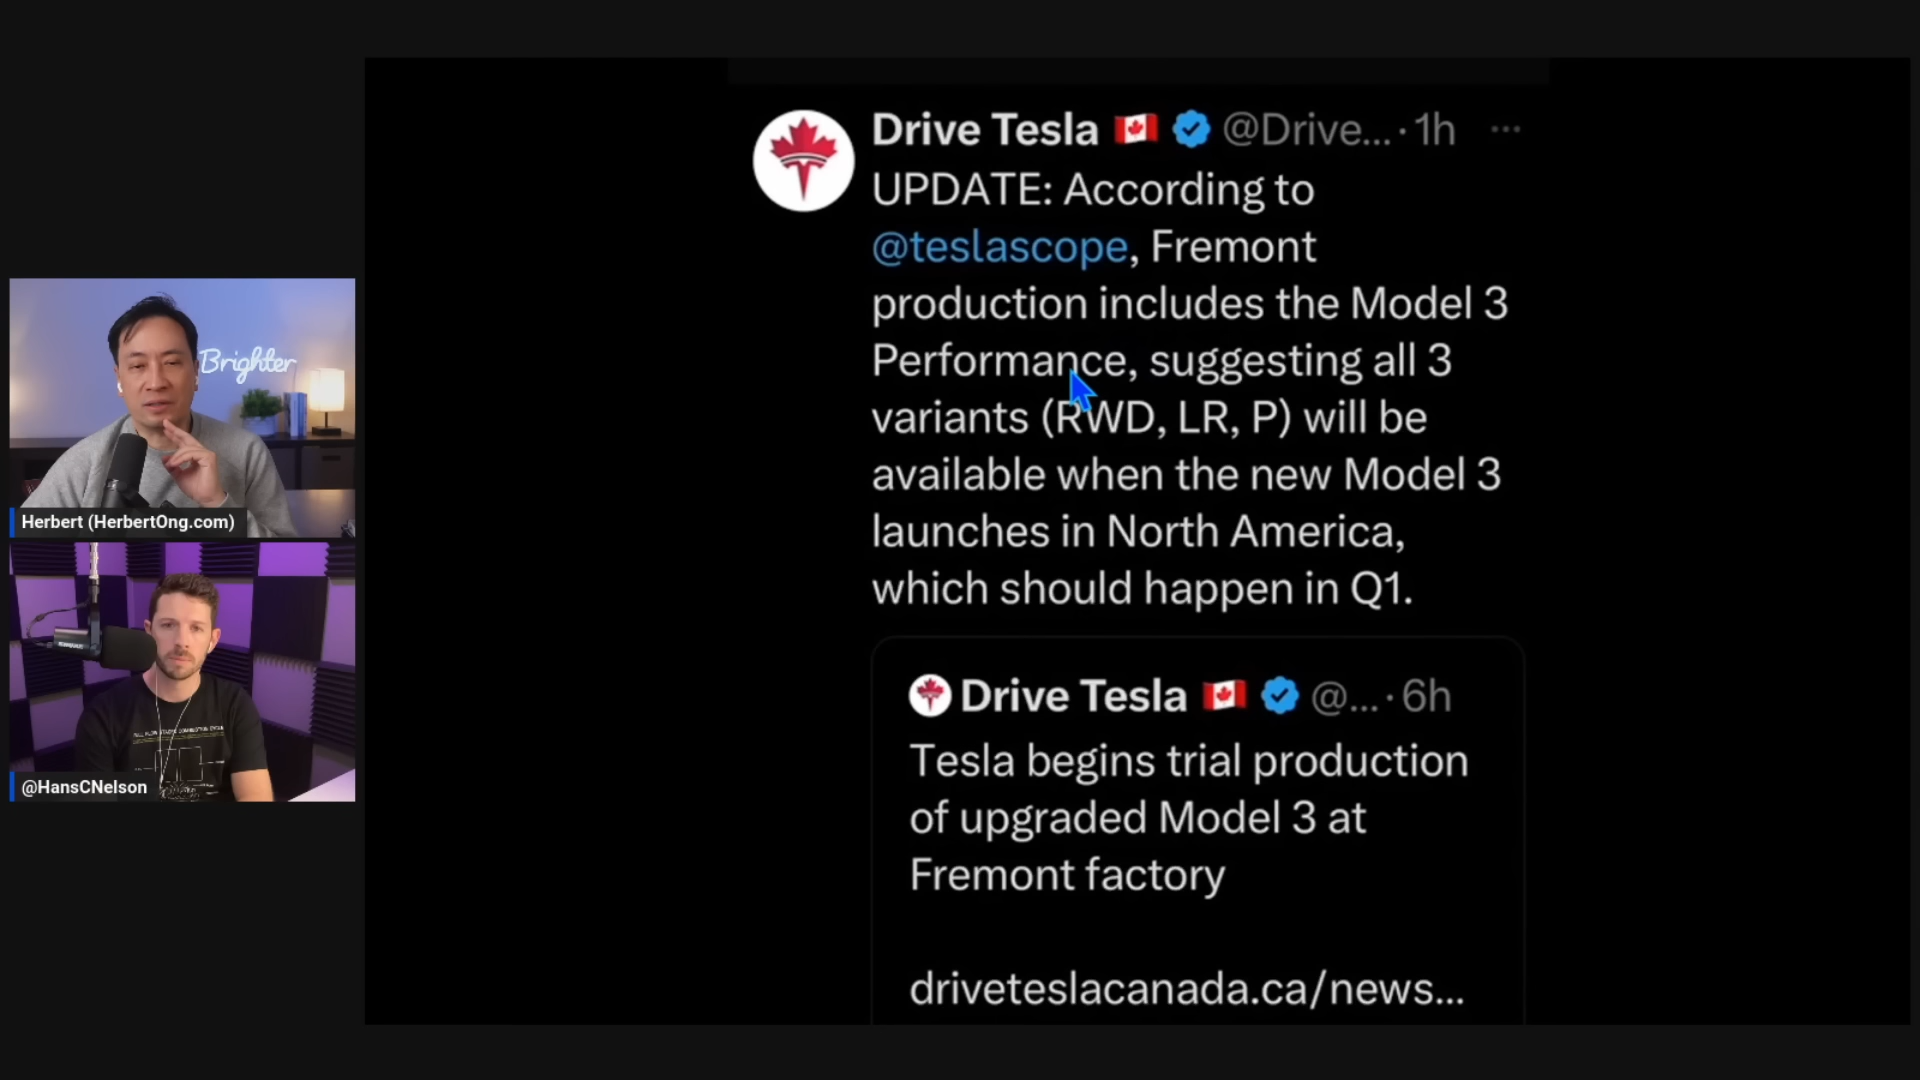 Drive Tesla 🇨🇦 @Drive... · 1h ...
UPDATE: According to
@teslascope, Fremont
production includes the Model 3
Performance, suggesting all 3
variants (RWD, LR, P) will be
available when the new Model 3
launches in North America,
which should happen in Q1.
Drive Tesla 🇨🇦 @... · 6h
Tesla begins trial production
of upgraded Model 3 at
Fremont factory
driveteslacanada.ca/news...
Brighter
Herbert (HerbertOng.com)
@HansCNelson